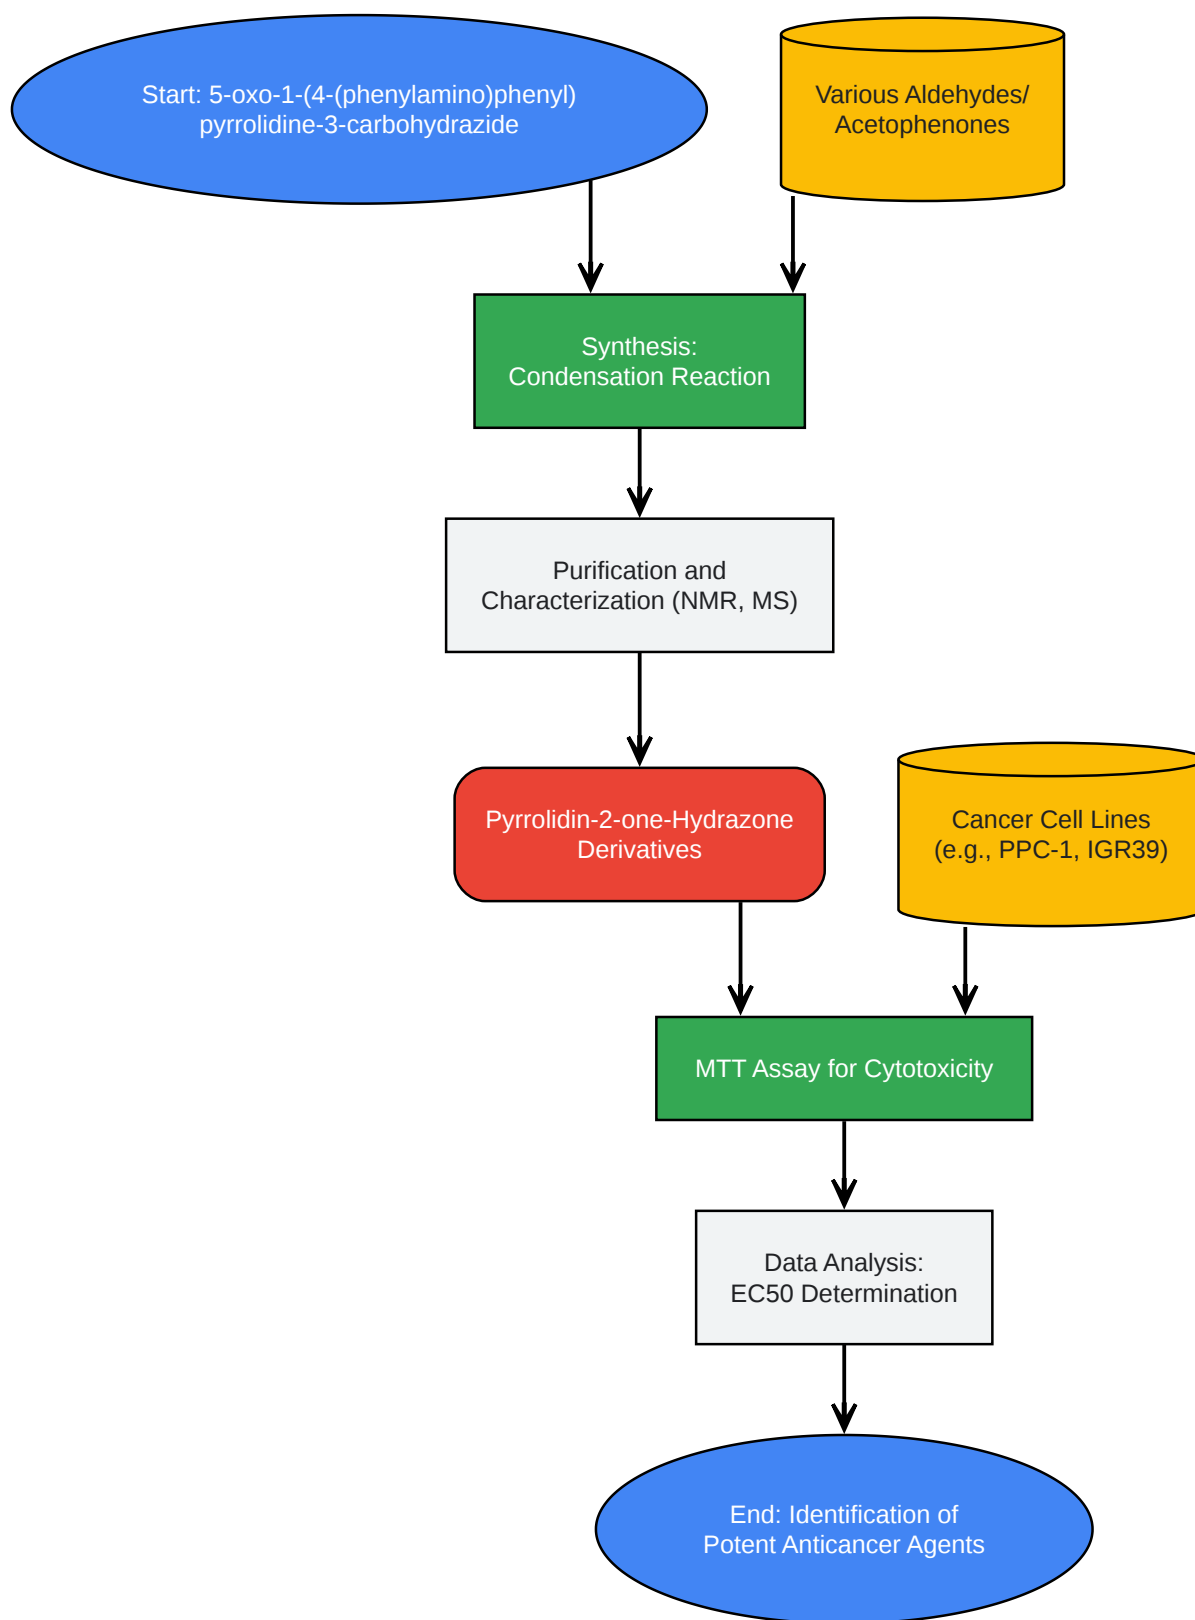 Start: 5-oxo-1-(4-(phenylamino)phenyl)
pyrrolidine-3-carbohydrazide
Various Aldehydes/
Acetophenones
Synthesis:
Condensation Reaction
Purification and
Characterization (NMR, MS)
Pyrrolidin-2-one-Hydrazone
Derivatives
Cancer Cell Lines
(e.g., PPC-1, IGR39)
MTT Assay for Cytotoxicity
Data Analysis:
EC50 Determination
End: Identification of
Potent Anticancer Agents